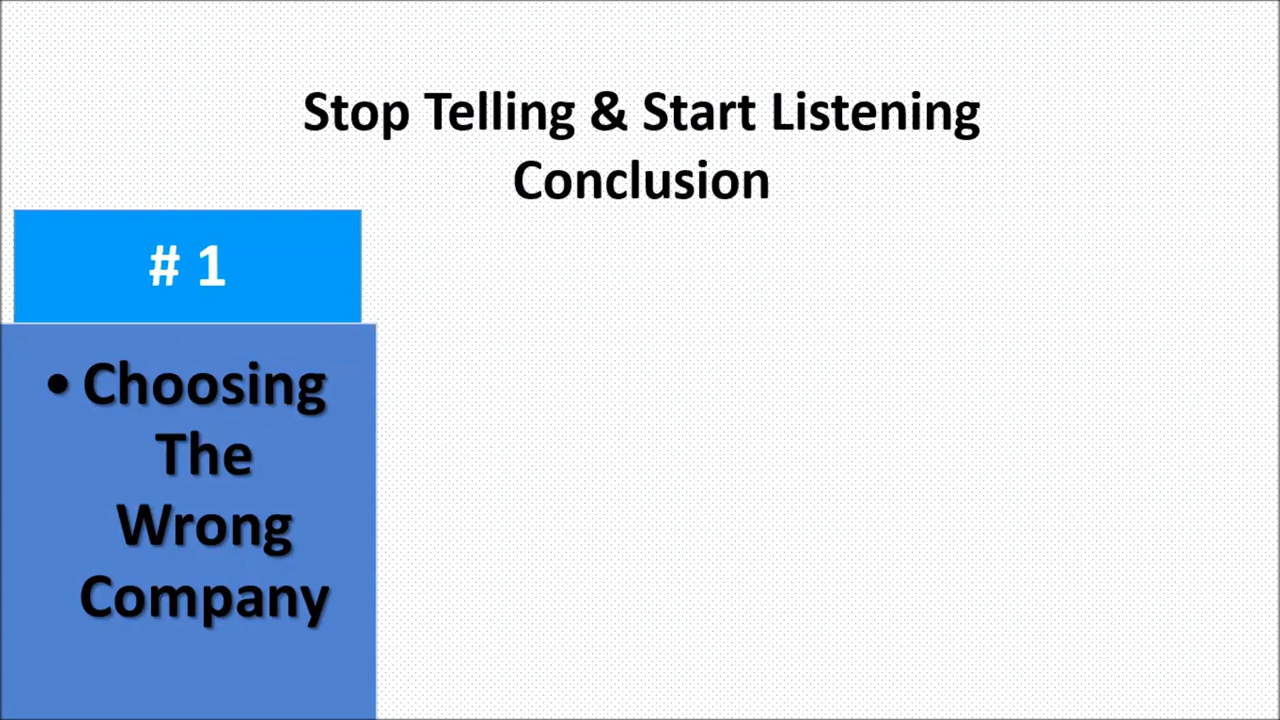 Stop Telling & Start Listening
Conclusion
# 1
• Choosing
The
Wrong
Company